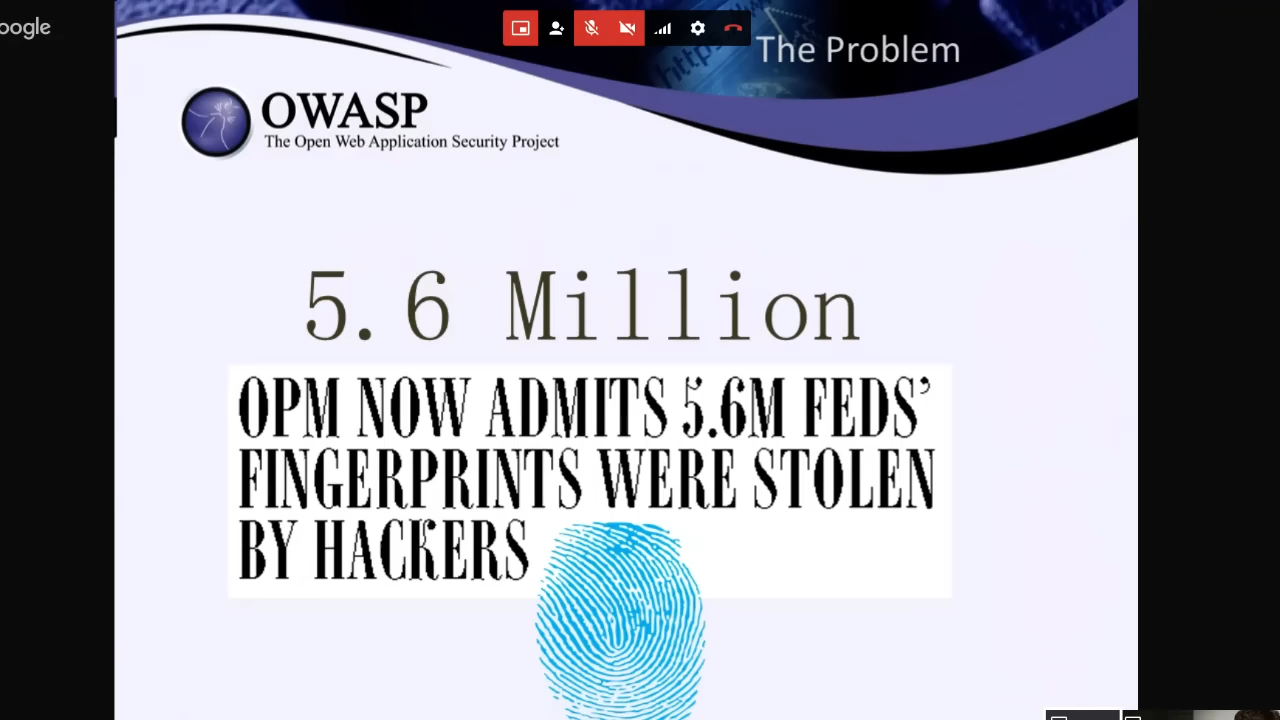 oogle
The Problem
OWASP
The Open Web Application Security Project
5.6 Million
OPM NOW ADMITS 5.6M FEDS’
FINGERPRINTS WERE STOLEN
BY HACKERS